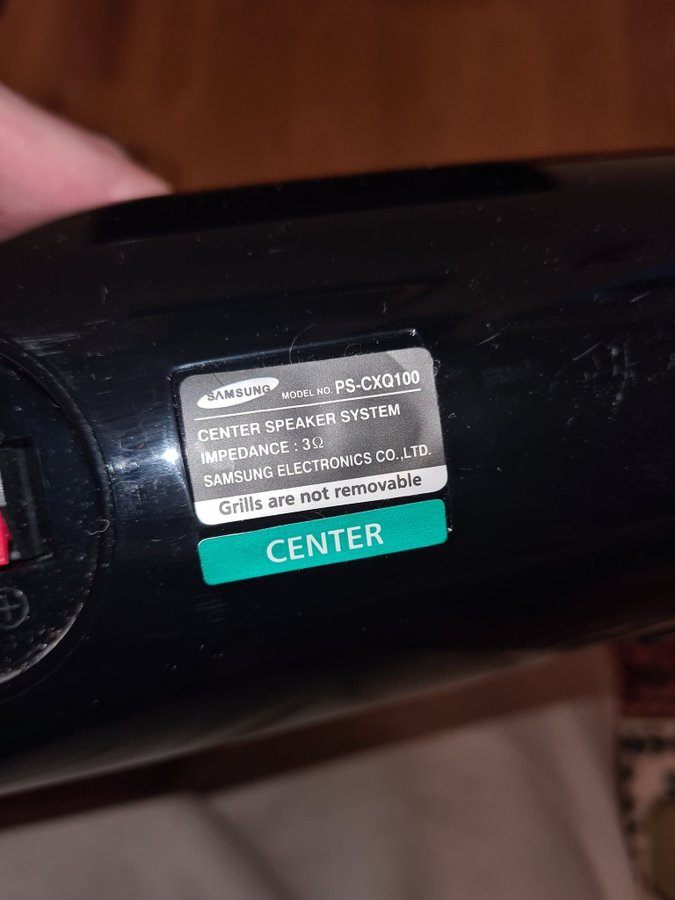 SAMSUNG MODEL NO. PS-CXQ100
CENTER SPEAKER SYSTEM
IMPEDANCE : 3Ω
SAMSUNG ELECTRONICS CO.,LTD.
Grills are not removable
CENTER
+